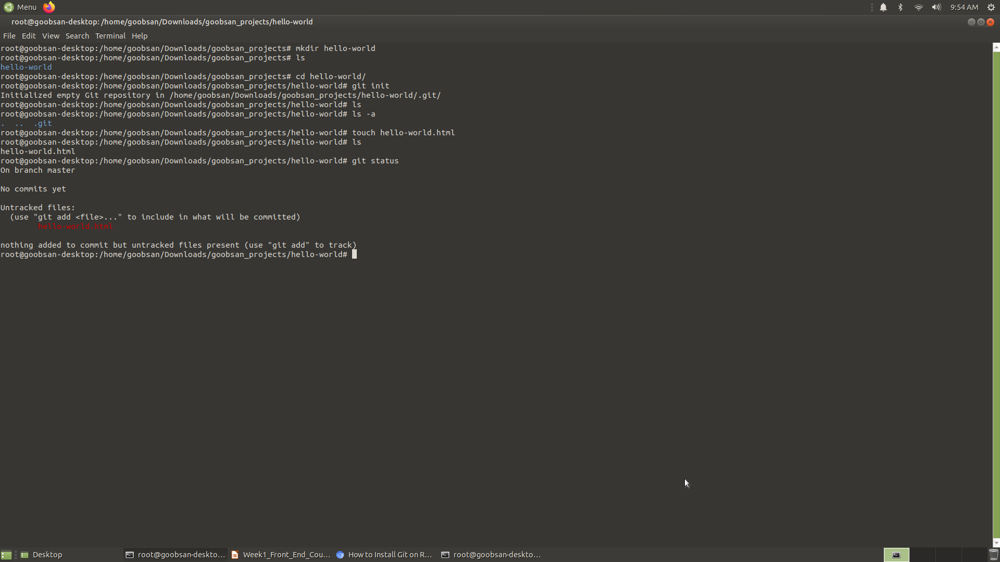 Menu
9:54 AM
root@goobsan-desktop: /home/goobsan/Downloads/goobsan_projects/hello-world
File Edit View Search Terminal Help
root@goobsan-desktop:/home/goobsan/Downloads/goobsan_projects# mkdir hello-world
root@goobsan-desktop:/home/goobsan/Downloads/goobsan_projects# ls
hello-world
root@goobsan-desktop:/home/goobsan/Downloads/goobsan_projects# cd hello-world/
root@goobsan-desktop:/home/goobsan/Downloads/goobsan_projects/hello-world# git init
Initialized empty Git repository in /home/goobsan/Downloads/goobsan_projects/hello-world/.git/
root@goobsan-desktop:/home/goobsan/Downloads/goobsan_projects/hello-world# ls
root@goobsan-desktop:/home/goobsan/Downloads/goobsan_projects/hello-world# ls -a
.  ..  .git
root@goobsan-desktop:/home/goobsan/Downloads/goobsan_projects/hello-world# touch hello-world.html
root@goobsan-desktop:/home/goobsan/Downloads/goobsan_projects/hello-world# ls
hello-world.html
root@goobsan-desktop:/home/goobsan/Downloads/goobsan_projects/hello-world# git status
On branch master
No commits yet
Untracked files:
  (use "git add <file>..." to include in what will be committed)
        hello-world.html
nothing added to commit but untracked files present (use "git add" to track)
root@goobsan-desktop:/home/goobsan/Downloads/goobsan_projects/hello-world#
Desktop
root@goobsan-deskto...
Week1_Front_End_Cou...
How to Install Git on R...
root@goobsan-deskto...